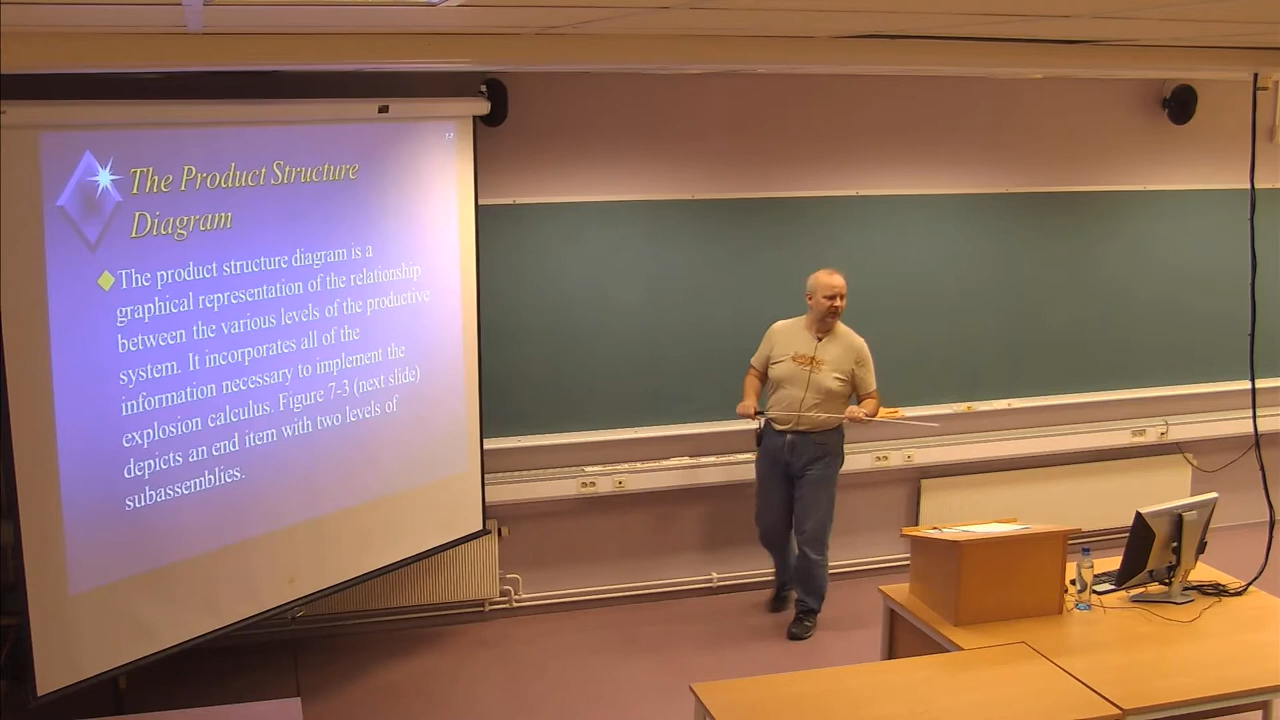 The Product Structure
Diagram
The product structure diagram is a
graphical representation of the relationship
between the various levels of the productive
system. It incorporates all of the
information necessary to implement the
explosion calculus. Figure 7-3 (next slide)
depicts an end item with two levels of
subassemblies.